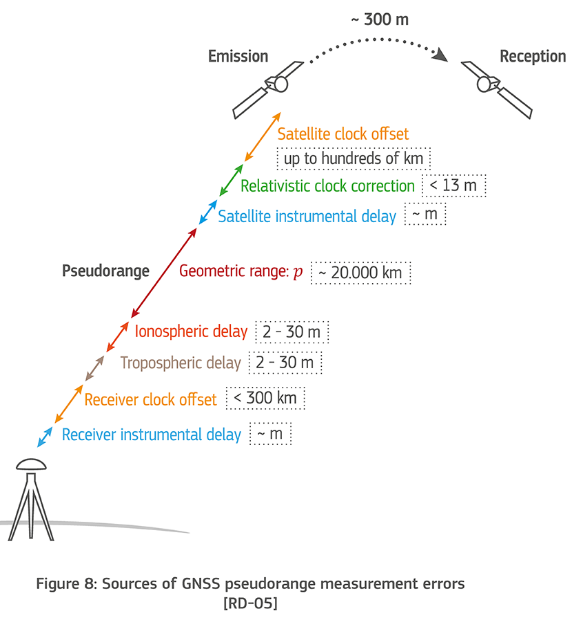 ~ 300 m
Emission
Reception
Satellite clock offset
up to hundreds of km
Relativistic clock correction < 13 m
Satellite instrumental delay ~ m
Pseudorange Geometric range: p ~ 20.000 km
Ionospheric delay 2 - 30 m
Tropospheric delay 2 - 30 m
Receiver clock offset < 300 km
Receiver instrumental delay ~ m
Figure 8: Sources of GNSS pseudorange measurement errors
[RD-05]